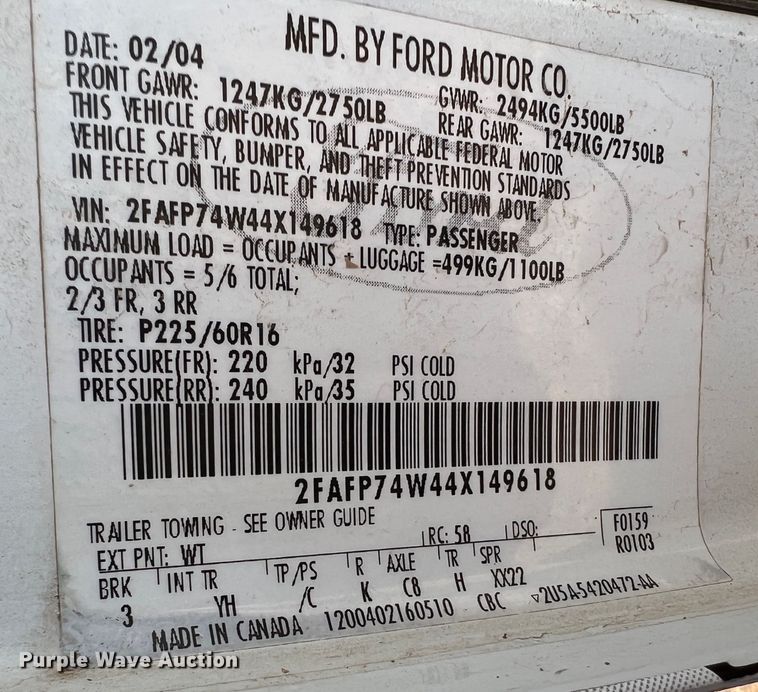 MFD. BY FORD MOTOR CO.
DATE: 02/04 GVWR: 2494KG/5500LB
FRONT GAWR: 1247KG/2750LB REAR GAWR: 1247KG/2750LB
THIS VEHICLE CONFORMS TO ALL APPLICABLE FEDERAL MOTOR
VEHICLE SAFETY, BUMPER, AND THEFT PREVENTION STANDARDS
IN EFFECT ON THE DATE OF MANUFACTURE SHOWN ABOVE.
VIN: 2FAFP74W44X149618 TYPE: PASSENGER
MAXIMUM LOAD = OCCUPANTS + LUGGAGE =499KG/1100LB
OCCUPANTS = 5/6 TOTAL;
2/3 FR, 3 RR
TIRE: P225/60R16
PRESSURE(FR): 220 kPa/32 PSI COLD
PRESSURE(RR): 240 kPa/35 PSI COLD
2FAFP74W44X149618
TRAILER TOWING - SEE OWNER GUIDE
EXT PNT: WT RC: 58 DSO: F0159
R0103
BRK INT TR TP/PS R AXLE TR SPR
3 YH /C K C8 H XX22
MADE IN CANADA 1200402160510 CBC 2U5A-5420472-AA
Purple Wave Auction